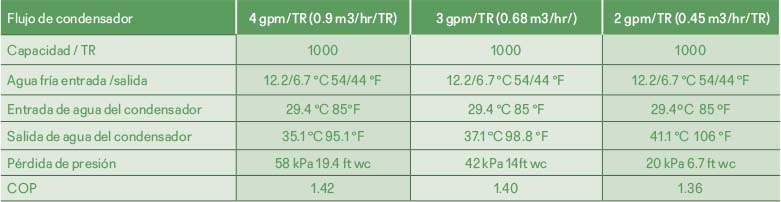 Flujo de condensador 4 gpm/TR (0.9 m3/hr/TR) 3 gpm/TR (0.68 m3/hr/) 2 gpm/TR (0.45 m3/hr/TR)
Capacidad / TR 1000 1000 1000
Agua fría entrada /salida 12.2/6.7 °C 54/44 °F 12.2/6.7 °C 54/44 °F 12.2/6.7 °C 54/44 °F
Entrada de agua del condensador 29.4 °C 85°F 29.4 °C 85 °F 29.4ºC 85 ºF
Salida de agua del condensador 35.1 °C 95.1 °F 37.1 °C 98.8 °F 41.1 °C 106 °F
Pérdida de presión 58 kPa 19.4 ft wc 42 kPa 14ft wc 20 kPa 6.7 ft wc
COP 1.42 1.40 1.36